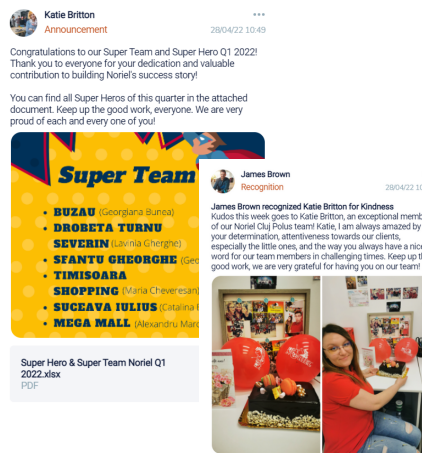 Katie Britton
Announcement
28/04/22 10:49
Congratulations to our Super Team and Super Hero Q1 2022!
Thank you to everyone for your dedication and valuable
contribution to building Noriel's success story!
You can find all Super Heros of this quarter in the attached
document. Keep up the good work, everyone. We are very
proud of each and every one of you!
Super Team
• BUZAU (Georgiana Bunea)
• DROBETA TURNU
SEVERIN (Lavinia Gherghe)
• SFANTU GHEORGHE
• TIMISOARA
SHOPPING (Maria Cheveresan)
• SUCEAVA IULIUS (Catalina
• MEGA MALL (Alexandru
Super Hero & Super Team Noriel Q1
2022.xlsx
PDF
James Brown
Recognition
28/04/22
James Brown recognized Katie Britton for Kindness
Kudos this week goes to Katie Britton, an exceptional
of our Noriel Cluj Polus team! Katie, I am always amazed by
your determination, attentiveness towards our clients,
especially the little ones, and the way you always have a nice
word for our team members in challenging times. Keep up
good work, we are very grateful for having you on our team!